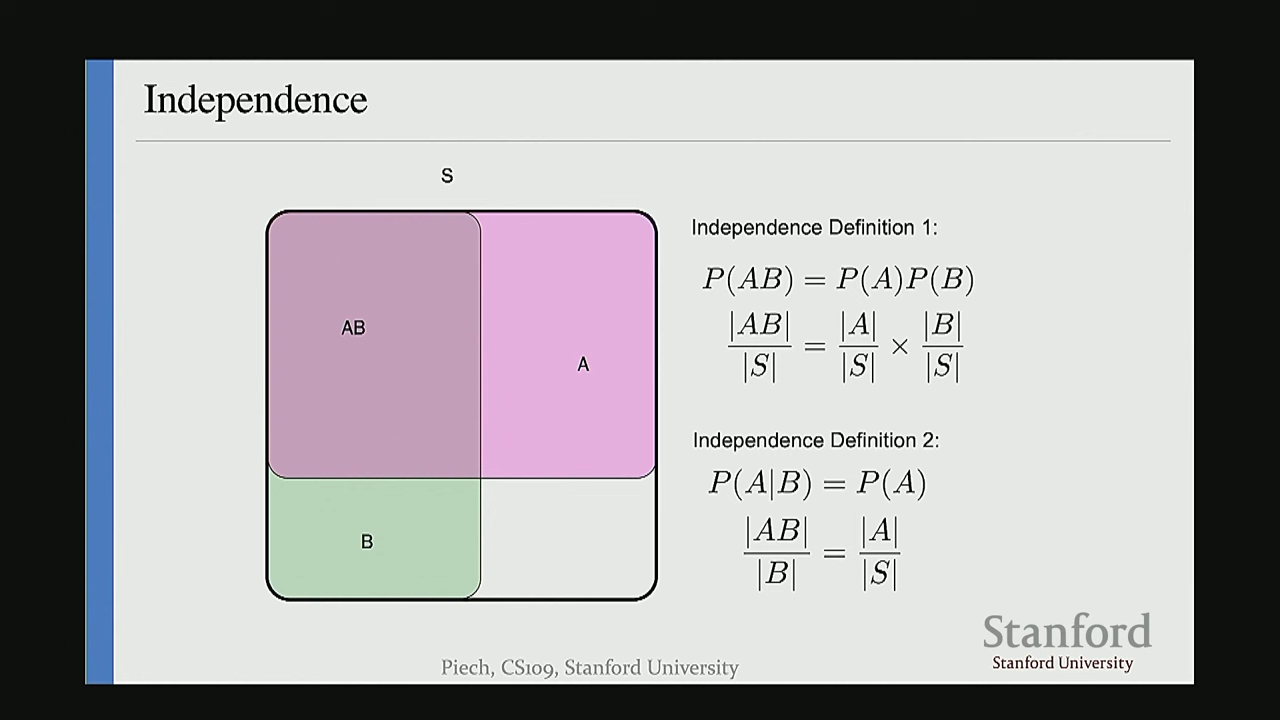 Independence
S
AB
A
B
Independence Definition 1:
P(AB) = P(A)P(B)
|AB|/|S| = |A|/|S| × |B|/|S|
Independence Definition 2:
P(A|B) = P(A)
|AB|/|B| = |A|/|S|
Stanford
Stanford University
Piech, CS109, Stanford University